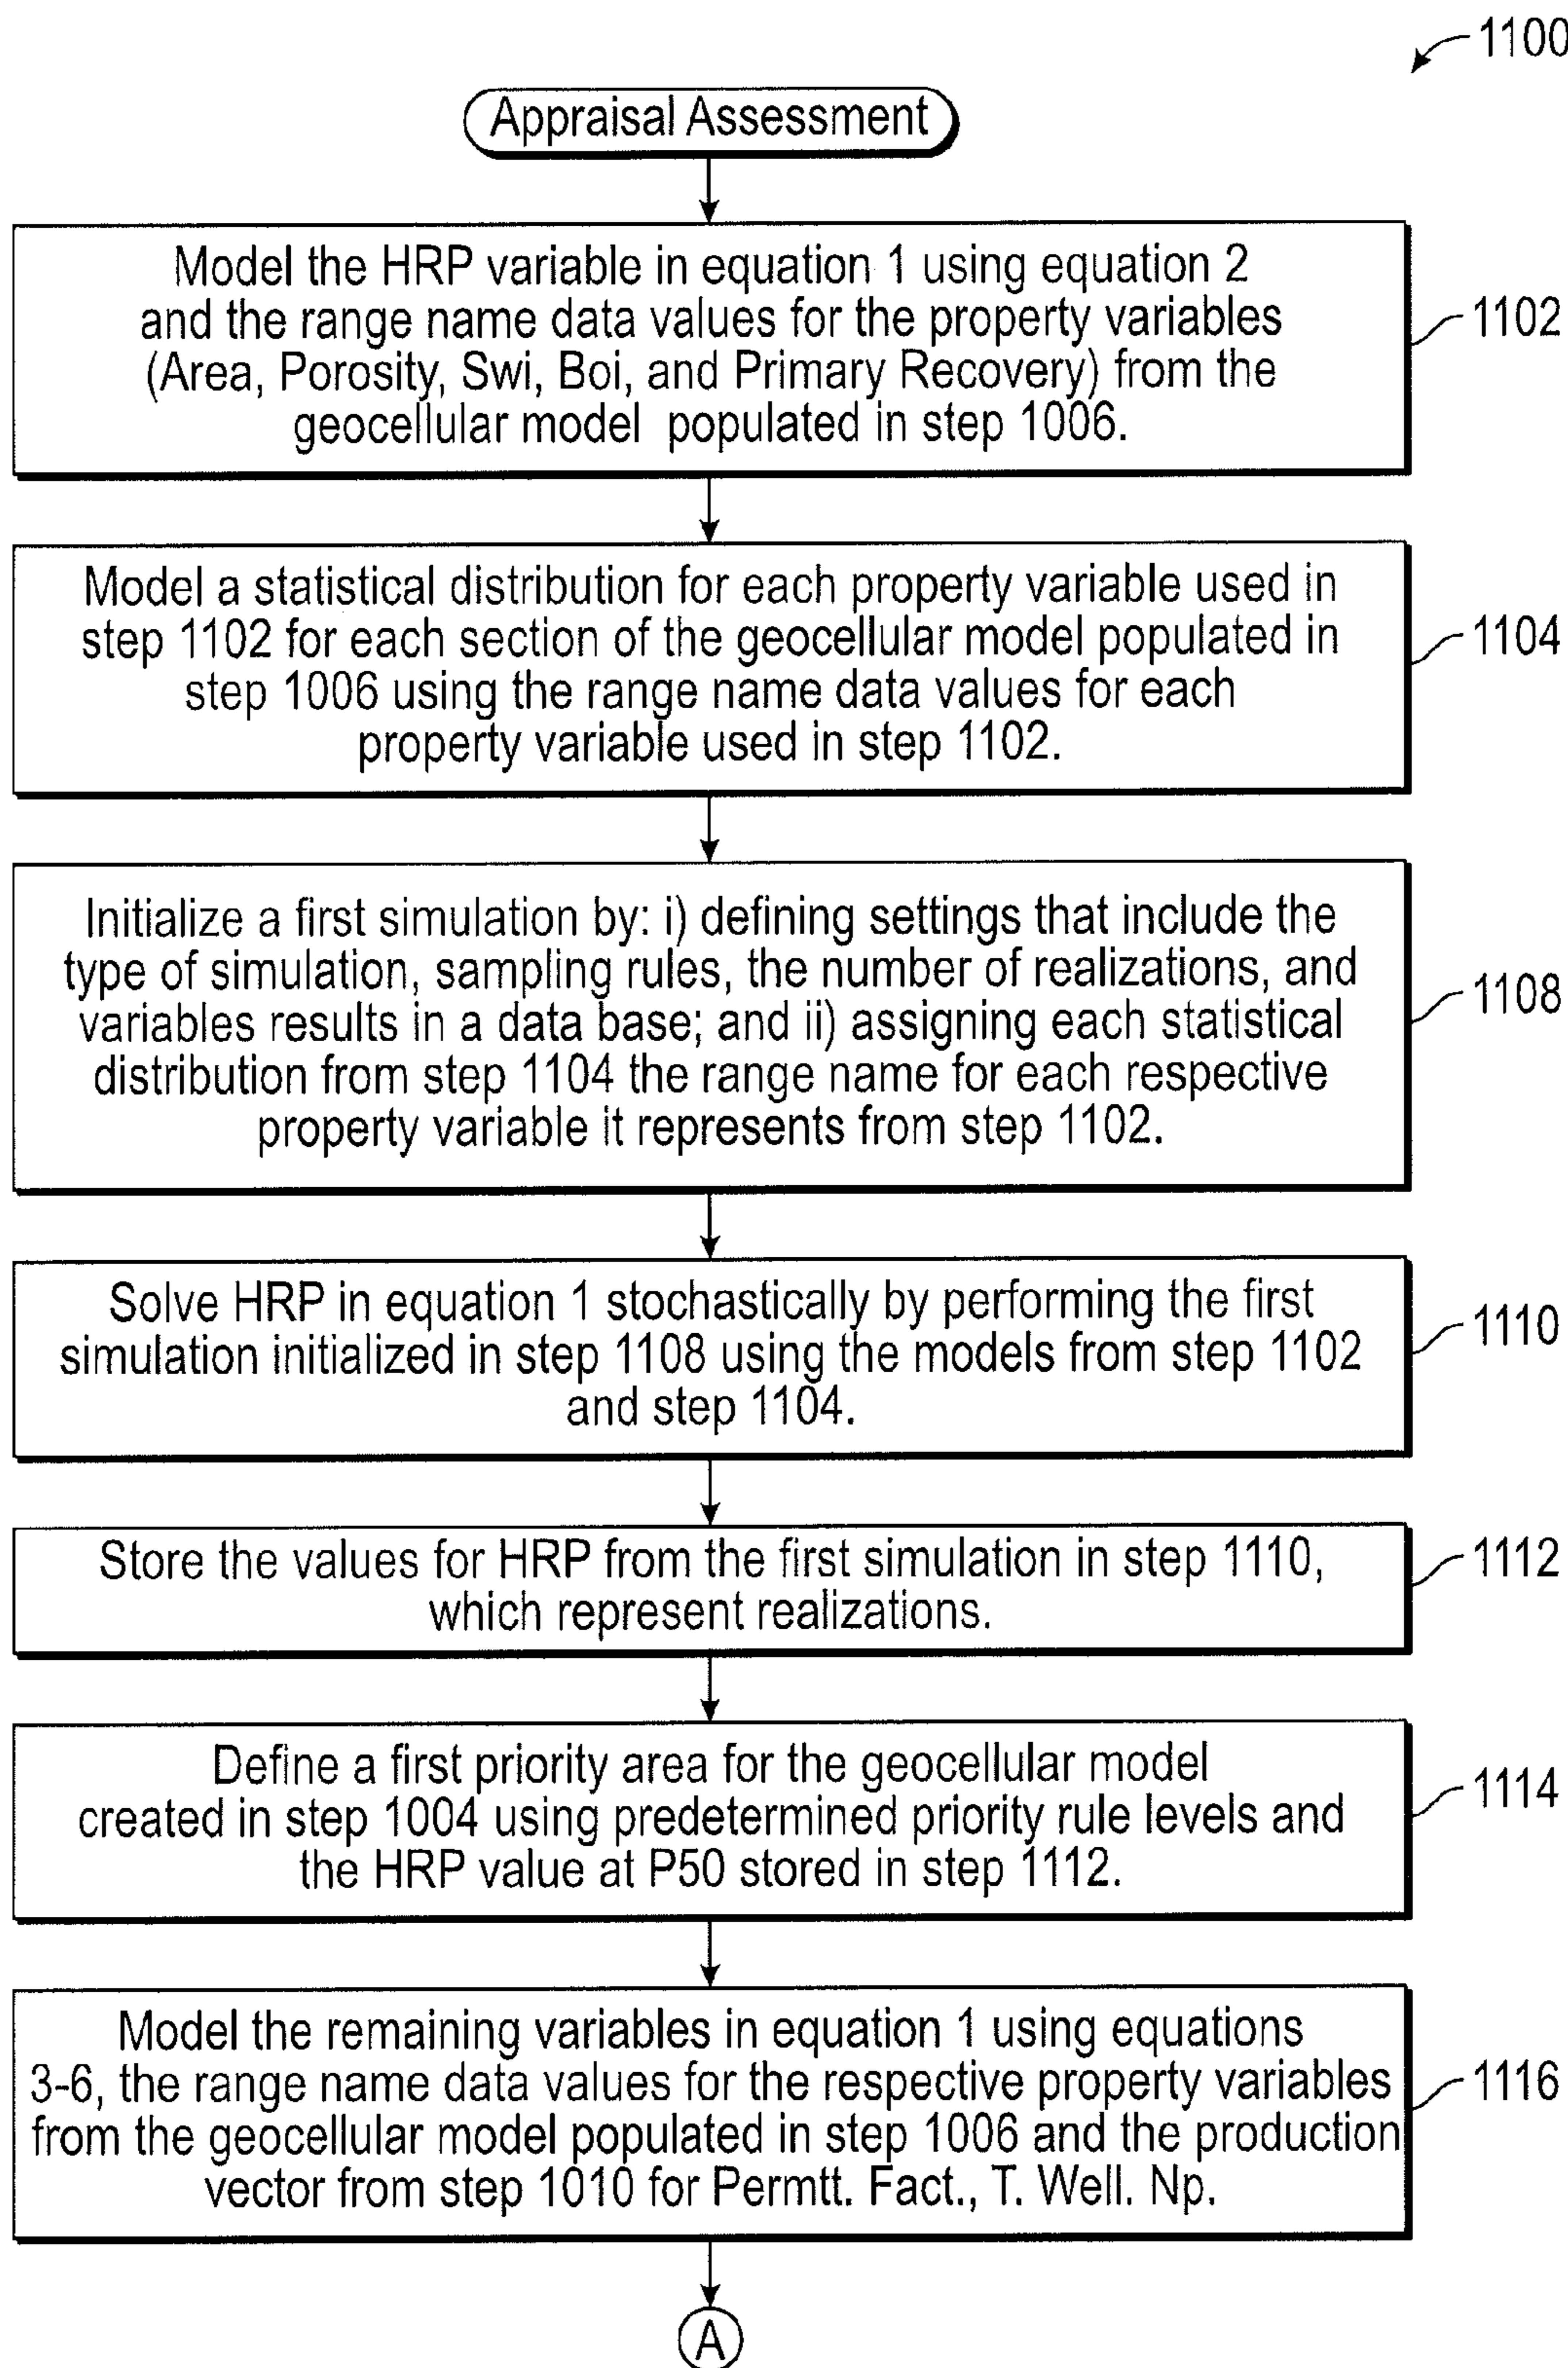 1100
Appraisal Assessment
Model the HRP variable in equation 1 using equation 2
and the range name data values for the property variables
(Area, Porosity, Swi, Boi, and Primary Recovery) from the
geocellular model populated in step 1006.
1102
Model a statistical distribution for each property variable used in
step 1102 for each section of the geocellular model populated in
step 1006 using the range name data values for each
property variable used in step 1102.
1104
Initialize a first simulation by: i) defining settings that include the
type of simulation, sampling rules, the number of realizations, and
variables results in a data base; and ii) assigning each statistical
distribution from step 1104 the range name for each respective
property variable it represents from step 1102.
1108
Solve HRP in equation 1 stochastically by performing the first
simulation initialized in step 1108 using the models from step 1102
and step 1104.
1110
Store the values for HRP from the first simulation in step 1110,
which represent realizations.
1112
Define a first priority area for the geocellular model
created in step 1004 using predetermined priority rule levels and
the HRP value at P50 stored in step 1112.
1114
Model the remaining variables in equation 1 using equations
3-6, the range name data values for the respective property variables
from the geocellular model populated in step 1006 and the production
vector from step 1010 for Permtt. Fact., T. Well. Np.
1116
A